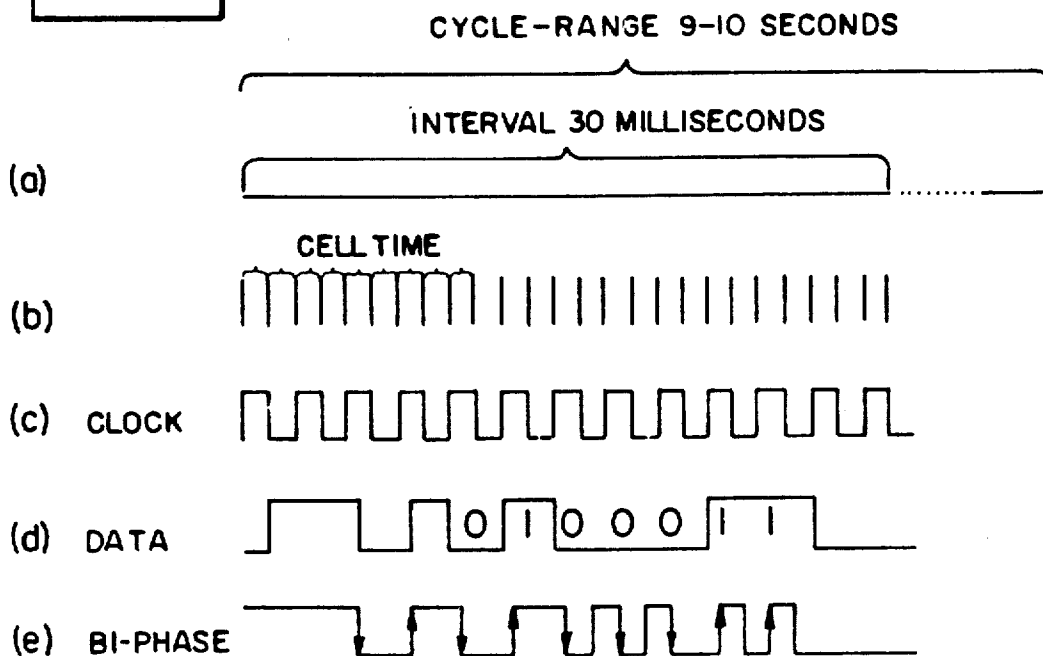 CYCLE-RANGE 9-10 SECONDS
INTERVAL 30 MILLISECONDS
(a)
CELL TIME
(b)
(c) CLOCK
(d) DATA 0 1 0 0 0 1 1
(e) BI-PHASE